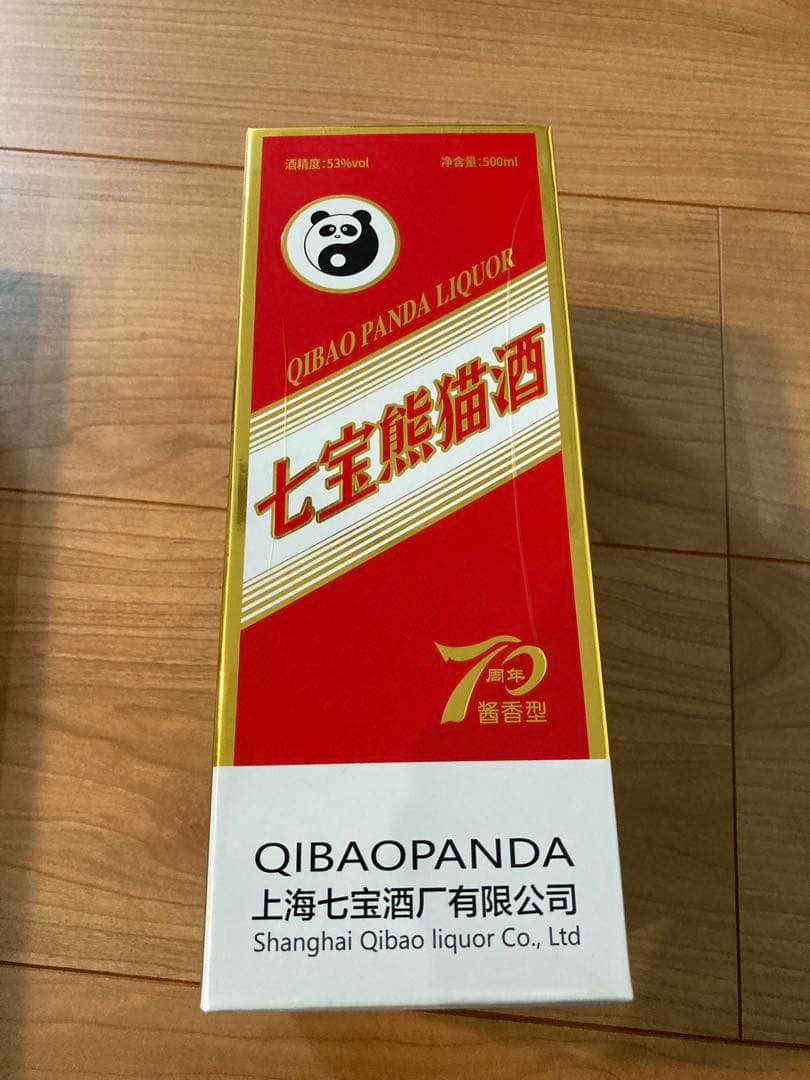 酒精度:53%vol
净含量:500ml
QIBAO PANDA LIQUOR
七宝熊猫酒
70
周年
酱香型
QIBAOPANDA
上海七宝酒厂有限公司
Shanghai Qibao liquor Co., Ltd